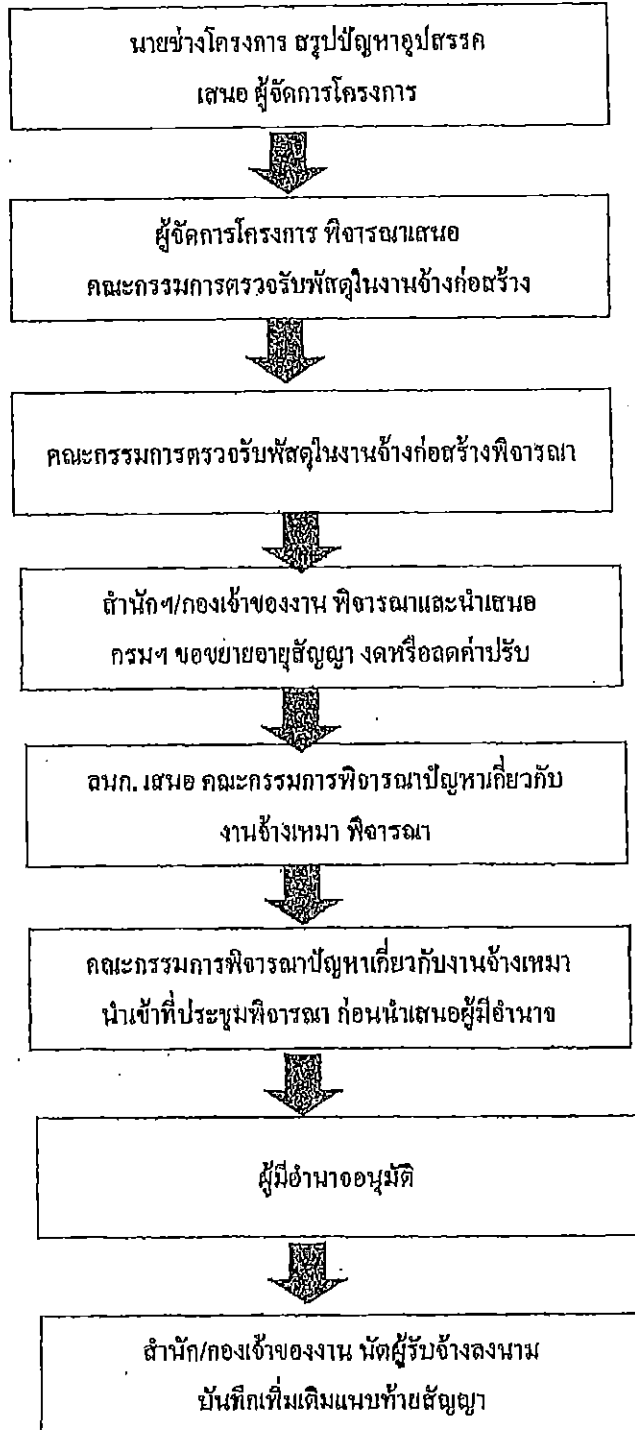 นายช่างโครงการ สรุปปัญหาอุปสรรค
เสนอ ผู้จัดการโครงการ
ผู้จัดการโครงการ พิจารณาเสนอ
คณะกรรมการตรวจรับพัสดุในงานจ้างก่อสร้าง
คณะกรรมการตรวจรับพัสดุในงานจ้างก่อสร้างพิจารณา
สำนักฯ/กองเจ้าของงาน พิจารณาและนำเสนอ
กรมฯ ขอขยายอายุสัญญา งดหรือลดค่าปรับ
ลนก. เสนอ คณะกรรมการพิจารณาปัญหาเกี่ยวกับ
งานจ้างเหมา พิจารณา
คณะกรรมการพิจารณาปัญหาเกี่ยวกับงานจ้างเหมา
นำเข้าที่ประชุมพิจารณา ก่อนนำเสนอผู้มีอำนาจ
ผู้มีอำนาจอนุมัติ
สำนัก/กองเจ้าของงาน นัดผู้รับจ้างลงนาม
บันทึกเพิ่มเติมแนบท้ายสัญญา